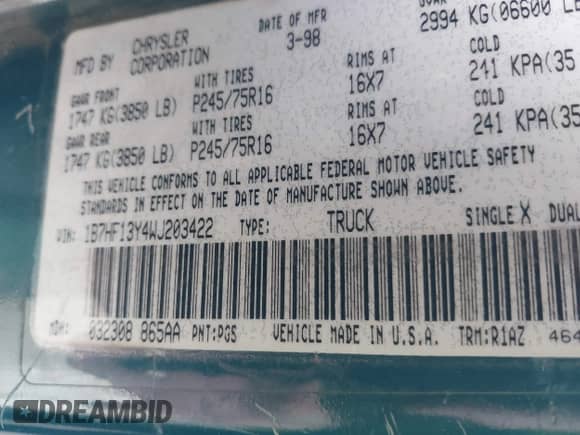 MFD BY CHRYSLER CORPORATION
DATE OF MFR 3-98
GVWR 2994 KG(06600 LB
GAWR FRONT 1747 KG(3850 LB)
WITH TIRES P245/75R16
RIMS AT 16X7
COLD 241 KPA(35
GAWR REAR 1747 KG(3850 LB)
WITH TIRES P245/75R16
RIMS AT 16X7
COLD 241 KPA(35
THIS VEHICLE CONFORMS TO ALL APPLICABLE FEDERAL MOTOR VEHICLE SAFETY
STANDARDS IN EFFECT ON THE DATE OF MANUFACTURE SHOWN ABOVE.
VIN: 1B7HF13Y4WJ203422 TYPE: TRUCK SINGLE X DUAL
MDH: 032308 865AA PNT:PGS VEHICLE MADE IN U.S.A. TRM:R1AZ 464
DREAMBID